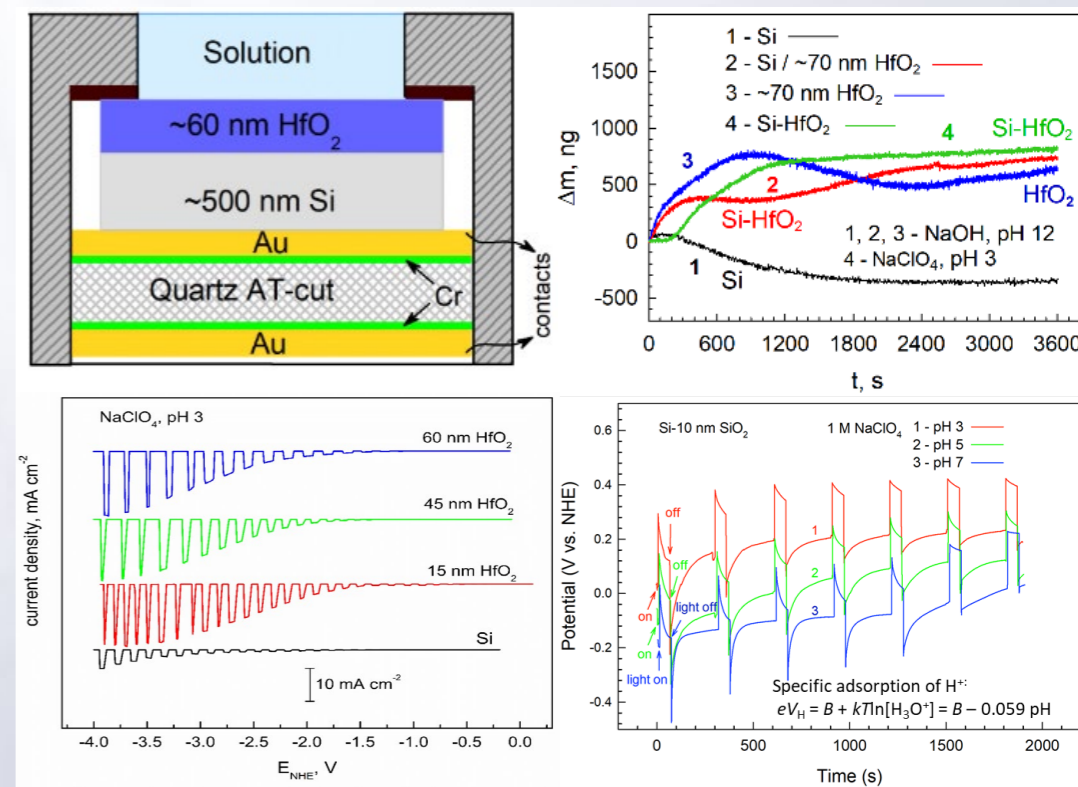 Solution
~60 nm HfO₂
~500 nm Si
Au
Quartz AT-cut
Cr
Au
contacts
1 - Si
2 - Si / ~70 nm HfO₂
3 - ~70 nm HfO₂
4 - Si-HfO₂
Δm, ng
1500
1000
500
0
-500
3
2
4
1
Si-HfO₂
HfO₂
Si-HfO₂
Si
1, 2, 3 - NaOH, pH 12
4 - NaClO₄, pH 3
0 600 1200 1800 2400 3000 3600
t, s
NaClO₄, pH 3
60 nm HfO₂
45 nm HfO₂
15 nm HfO₂
Si
10 mA cm⁻²
current density, mA cm⁻²
-4.0 -3.5 -3.0 -2.5 -2.0 -1.5 -1.0 -0.5 0.0
E_NHE, V
Si-10 nm SiO₂
1 M NaClO₄
1 - pH 3
2 - pH 5
3 - pH 7
Potential (V vs. NHE)
0.6
0.4
0.2
0.0
-0.2
-0.4
off
off
light off
on
on
light on
1
2
3
Specific adsorption of H⁺:
eV_H = B + kTln[H₃O⁺] = B – 0.059 pH
0 500 1000 1500 2000
Time (s)